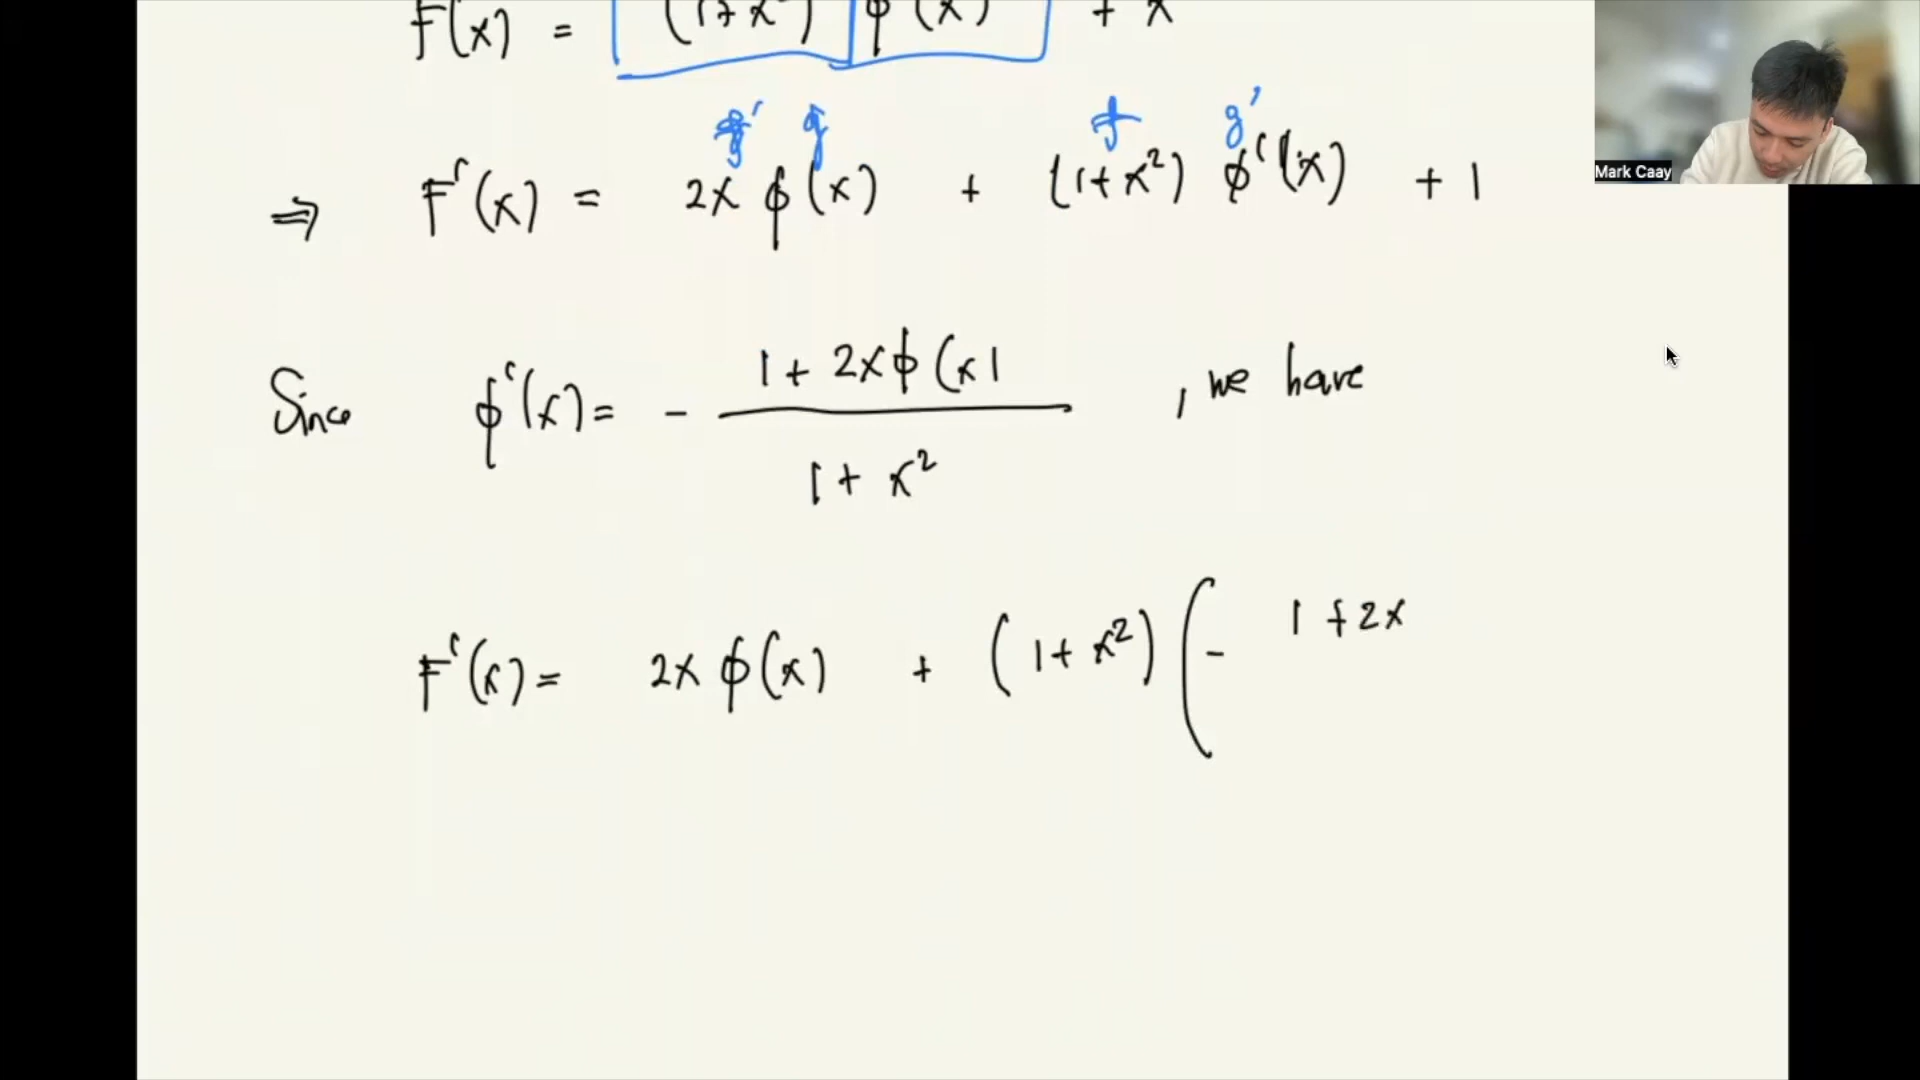 F(x) = (1+x²) ϕ(x) + x
Mark Caay
f' g f g'
⇒ F'(x) = 2x ϕ(x) + (1+x²) ϕ'(x) + 1
Since ϕ'(x) = - 1 + 2xϕ(x) , we have
1 + x²
F'(x) = 2x ϕ(x) + (1+x²) ( - 1 + 2x